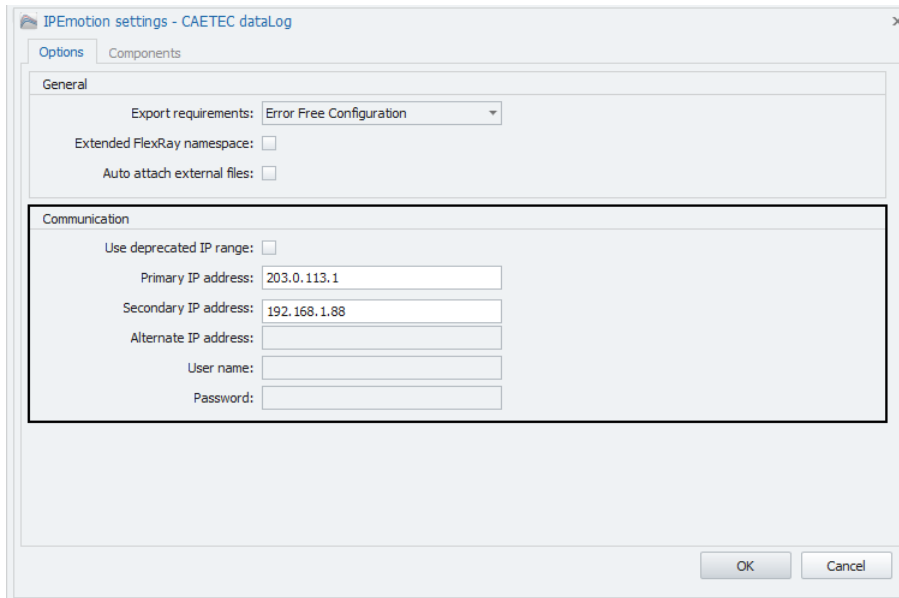 IPEmotion settings - CAETEC dataLog
Options Components
General
Export requirements: Error Free Configuration
Extended FlexRay namespace:
Auto attach external files:
Communication
Use deprecated IP range:
Primary IP address: 203.0.113.1
Secondary IP address: 192.168.1.88
Alternate IP address:
User name:
Password:
OK Cancel